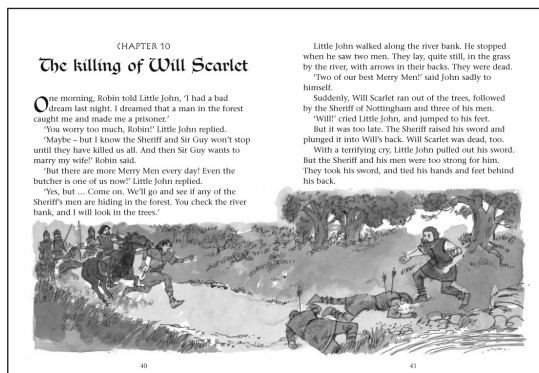 CHAPTER 10
The killing of Will Scarlet
One morning, Robin told Little John, 'I had a bad
dream last night. I dreamed that a man in the forest
caught me and made me a prisoner.'
'You worry too much, Robin!' Little John replied.
'Maybe – but I know the Sheriff and Sir Guy won't stop
until they have killed us all. And then Sir Guy wants to
marry my wife!' Robin said.
'But there are more Merry Men every day! Even the
butcher is one of us now!' Little John replied.
'Yes, but … Come on. We'll go and see if any of the
Sheriff's men are hiding in the forest. You check the river
bank, and I will look in the trees.'
40
Little John walked along the river bank. He stopped
when he saw two men. They lay, quite still, in the grass
by the river, with arrows in their backs. They were dead.
'Two of our best Merry Men!' said John sadly to
himself.
Suddenly, Will Scarlet ran out of the trees, followed
by the Sheriff of Nottingham and three of his men.
'Will!' cried Little John, and jumped to his feet.
But it was too late. The Sheriff raised his sword and
plunged it into Will's back. Will Scarlet was dead, too.
With a terrifying cry, Little John pulled out his sword.
But the Sheriff and his men were too strong for him.
They took his sword, and tied his hands and feet behind
his back.
41